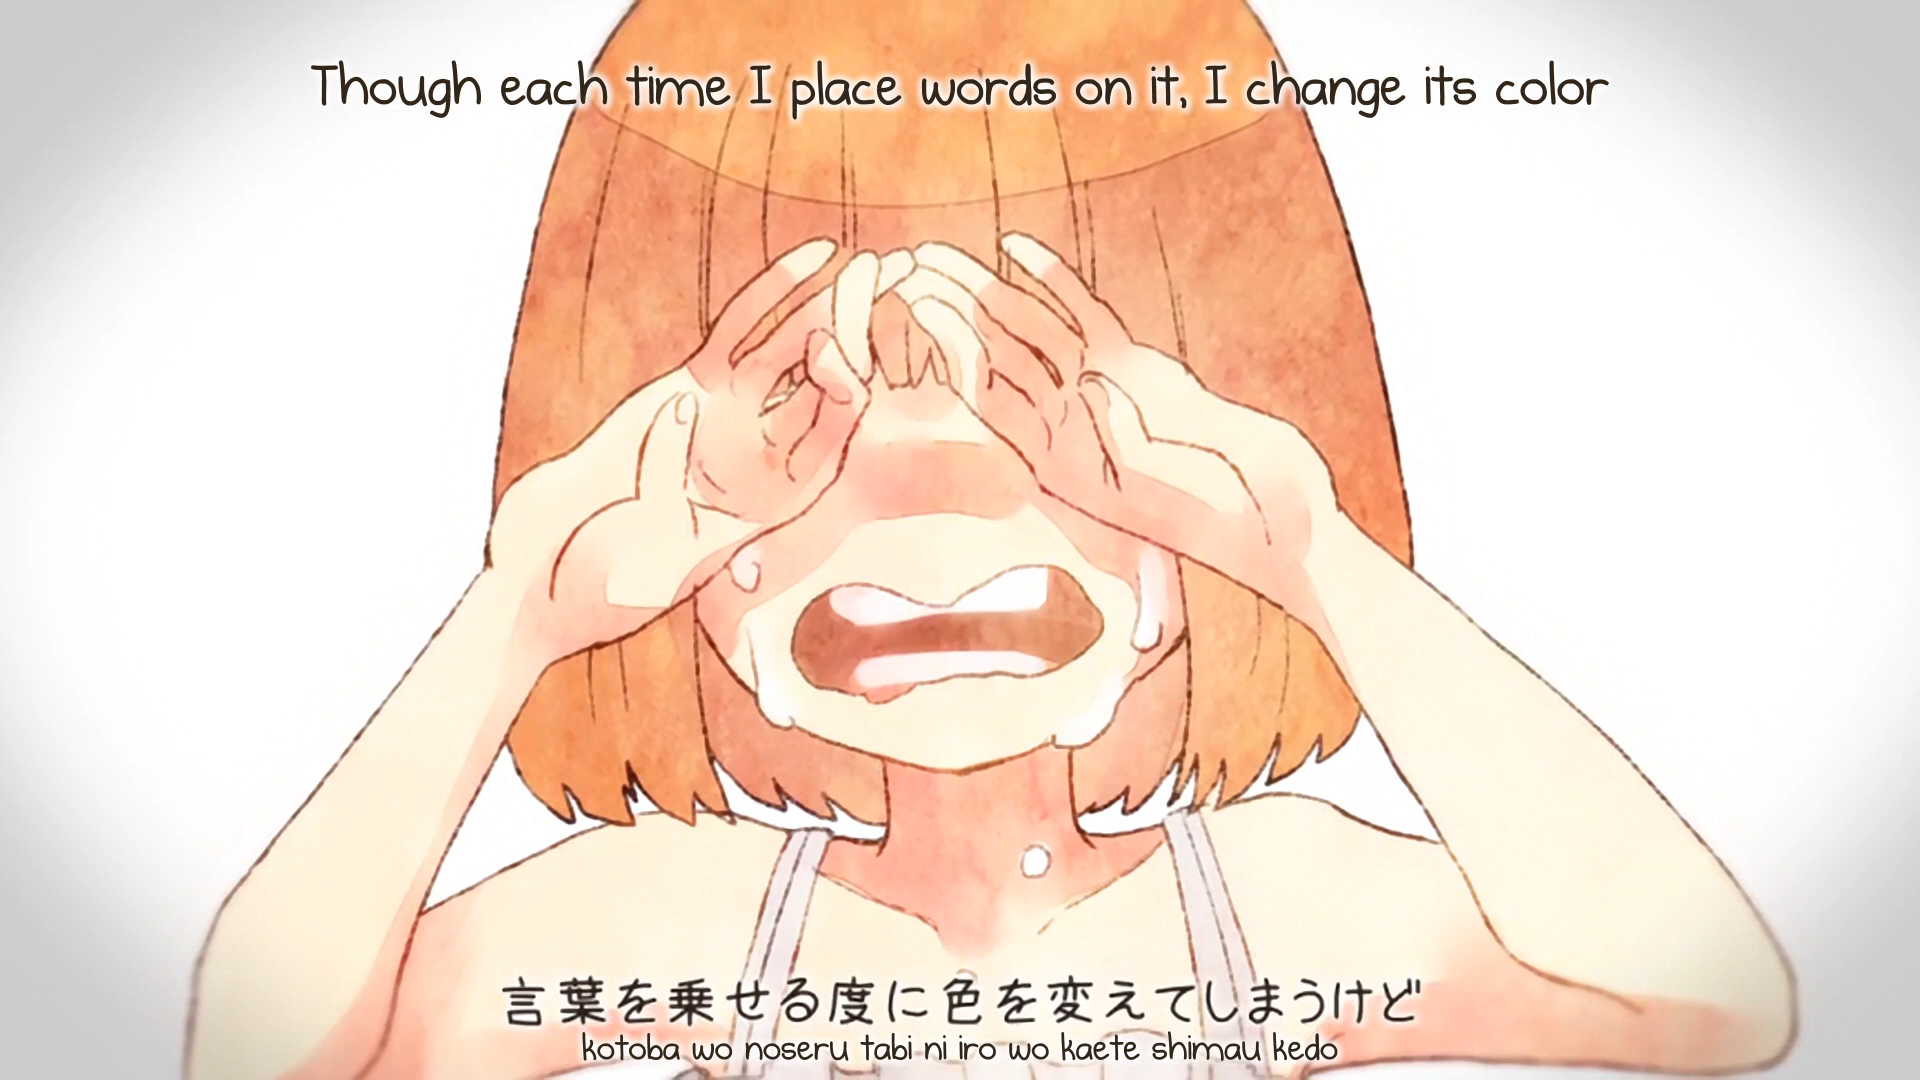 Though each time I place words on it, I change its color
言葉を乗せる度に色を変えてしまうけど
kotoba wo noseru tabi ni iro wo kaete shimau kedo